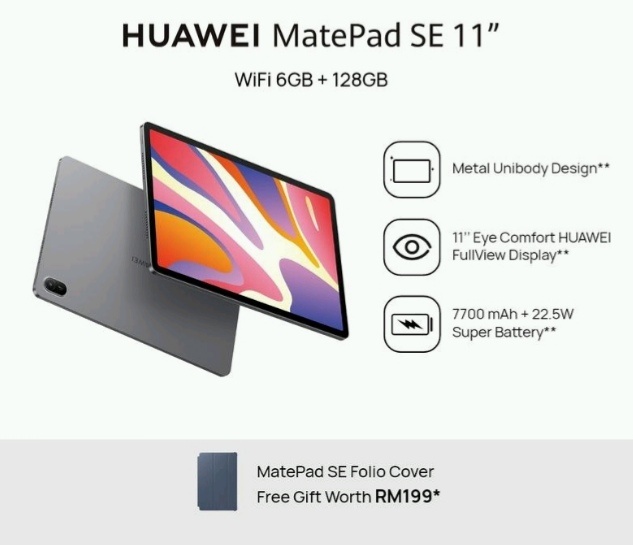 HUAWEI MatePad SE 11”
WiFi 6GB + 128GB
Metal Unibody Design**
11'' Eye Comfort HUAWEI
FullView Display**
7700 mAh + 22.5W
Super Battery**
HUAWEI
MatePad SE Folio Cover
Free Gift Worth RM199*